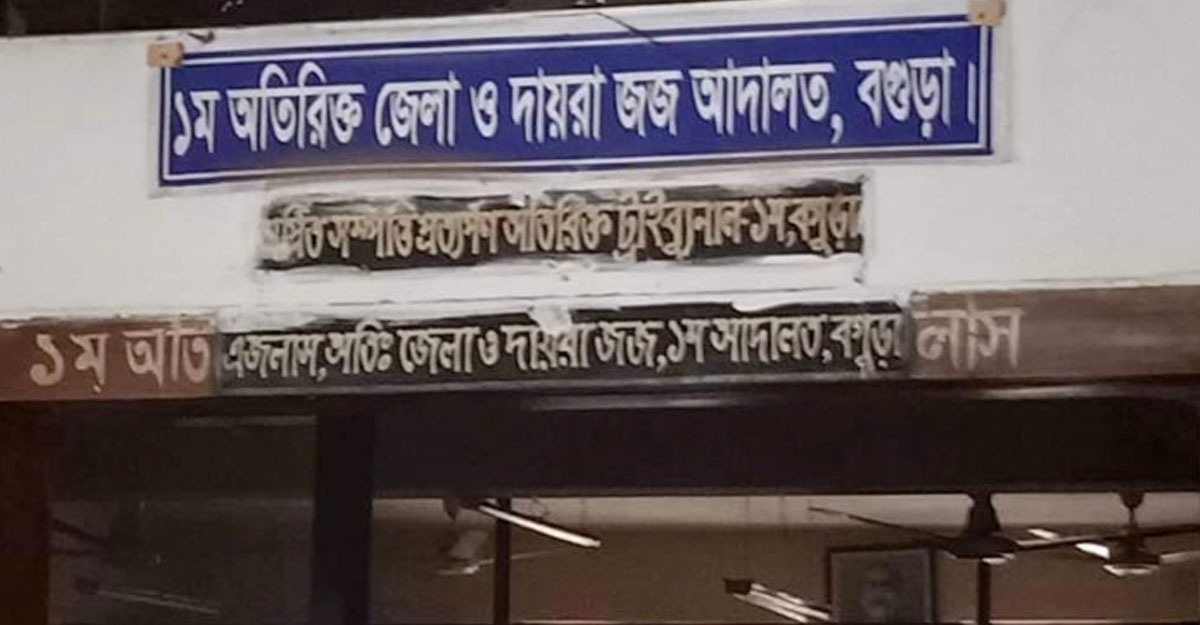 ১ম অতিরিক্ত জেলা ও দায়রা জজ আদালত, বগুড়া।
অর্পিত সম্পত্তি প্রত্যর্পণ অতিরিক্ত ট্রাইব্যুনাল-১ম, বগুড়া
১ম অতি এজলাস, অতিঃ জেলা ও দায়রা জজ, ১ম আদালত, বগুড়া লাস